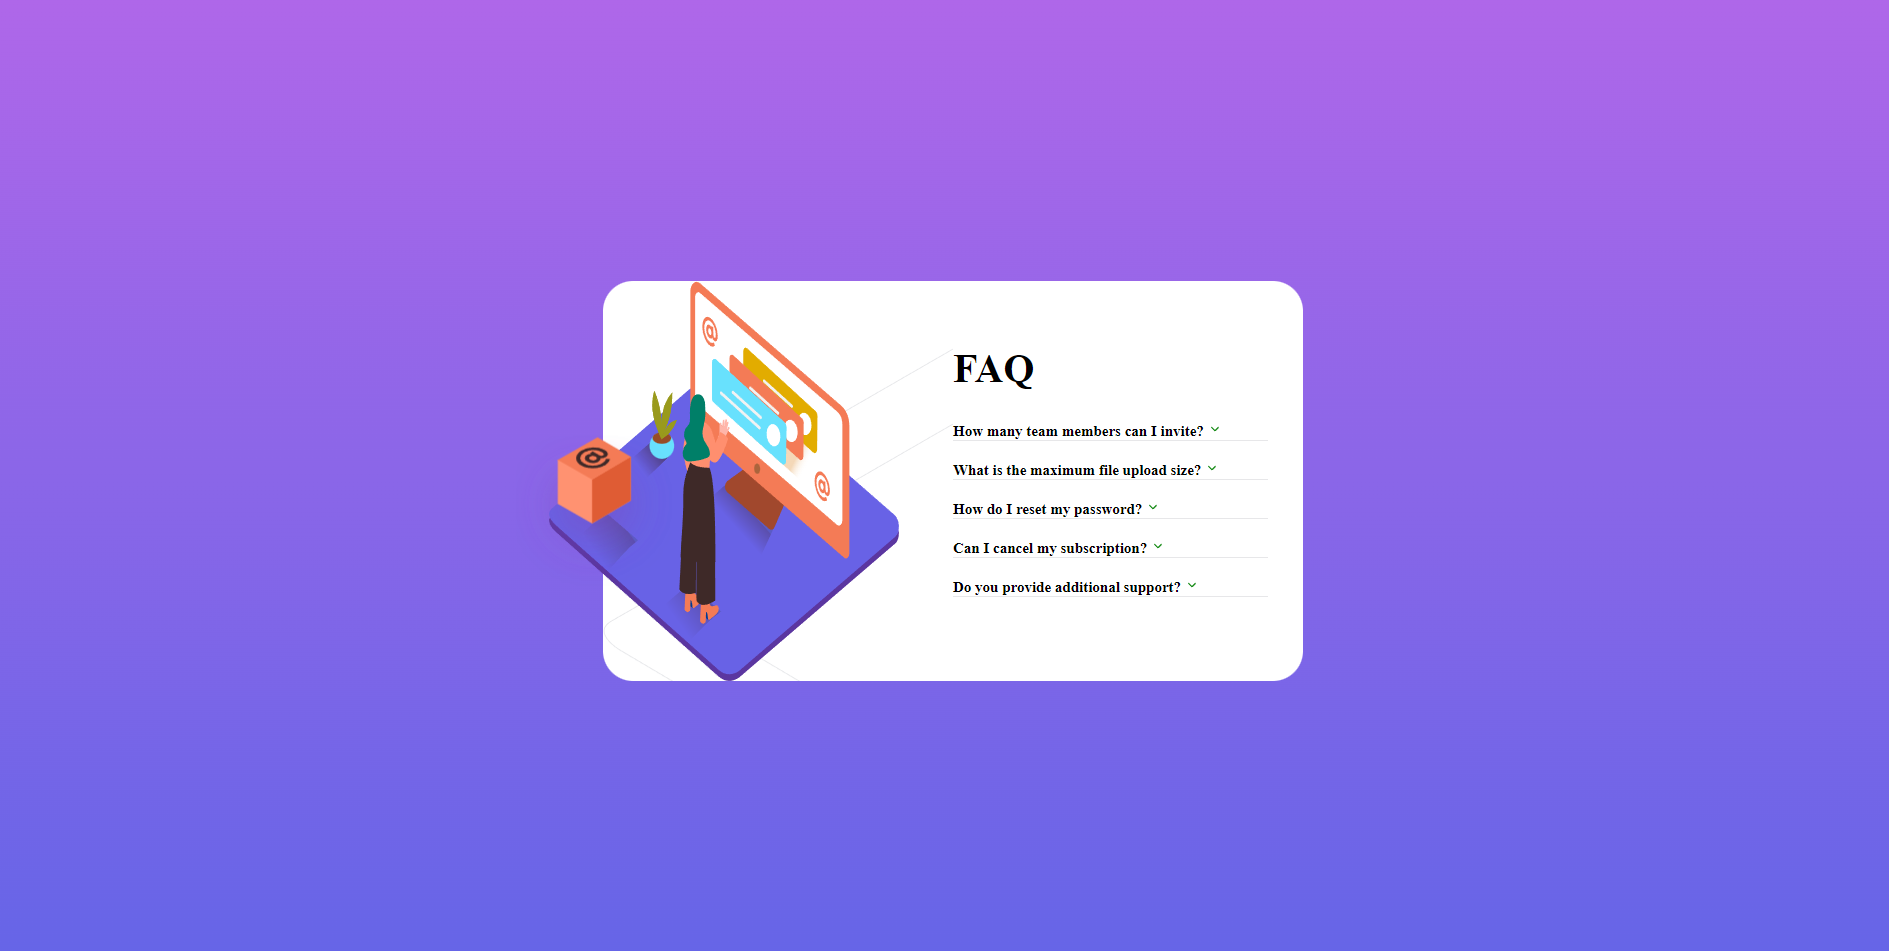 @
@
@
FAQ
How many team members can I invite?
What is the maximum file upload size?
How do I reset my password?
Can I cancel my subscription?
Do you provide additional support?